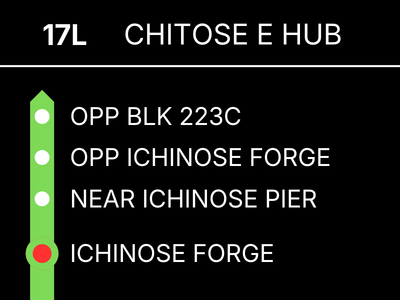 17L CHITOSE E HUB
OPP BLK 223C
OPP ICHINOSE FORGE
NEAR ICHINOSE PIER
ICHINOSE FORGE